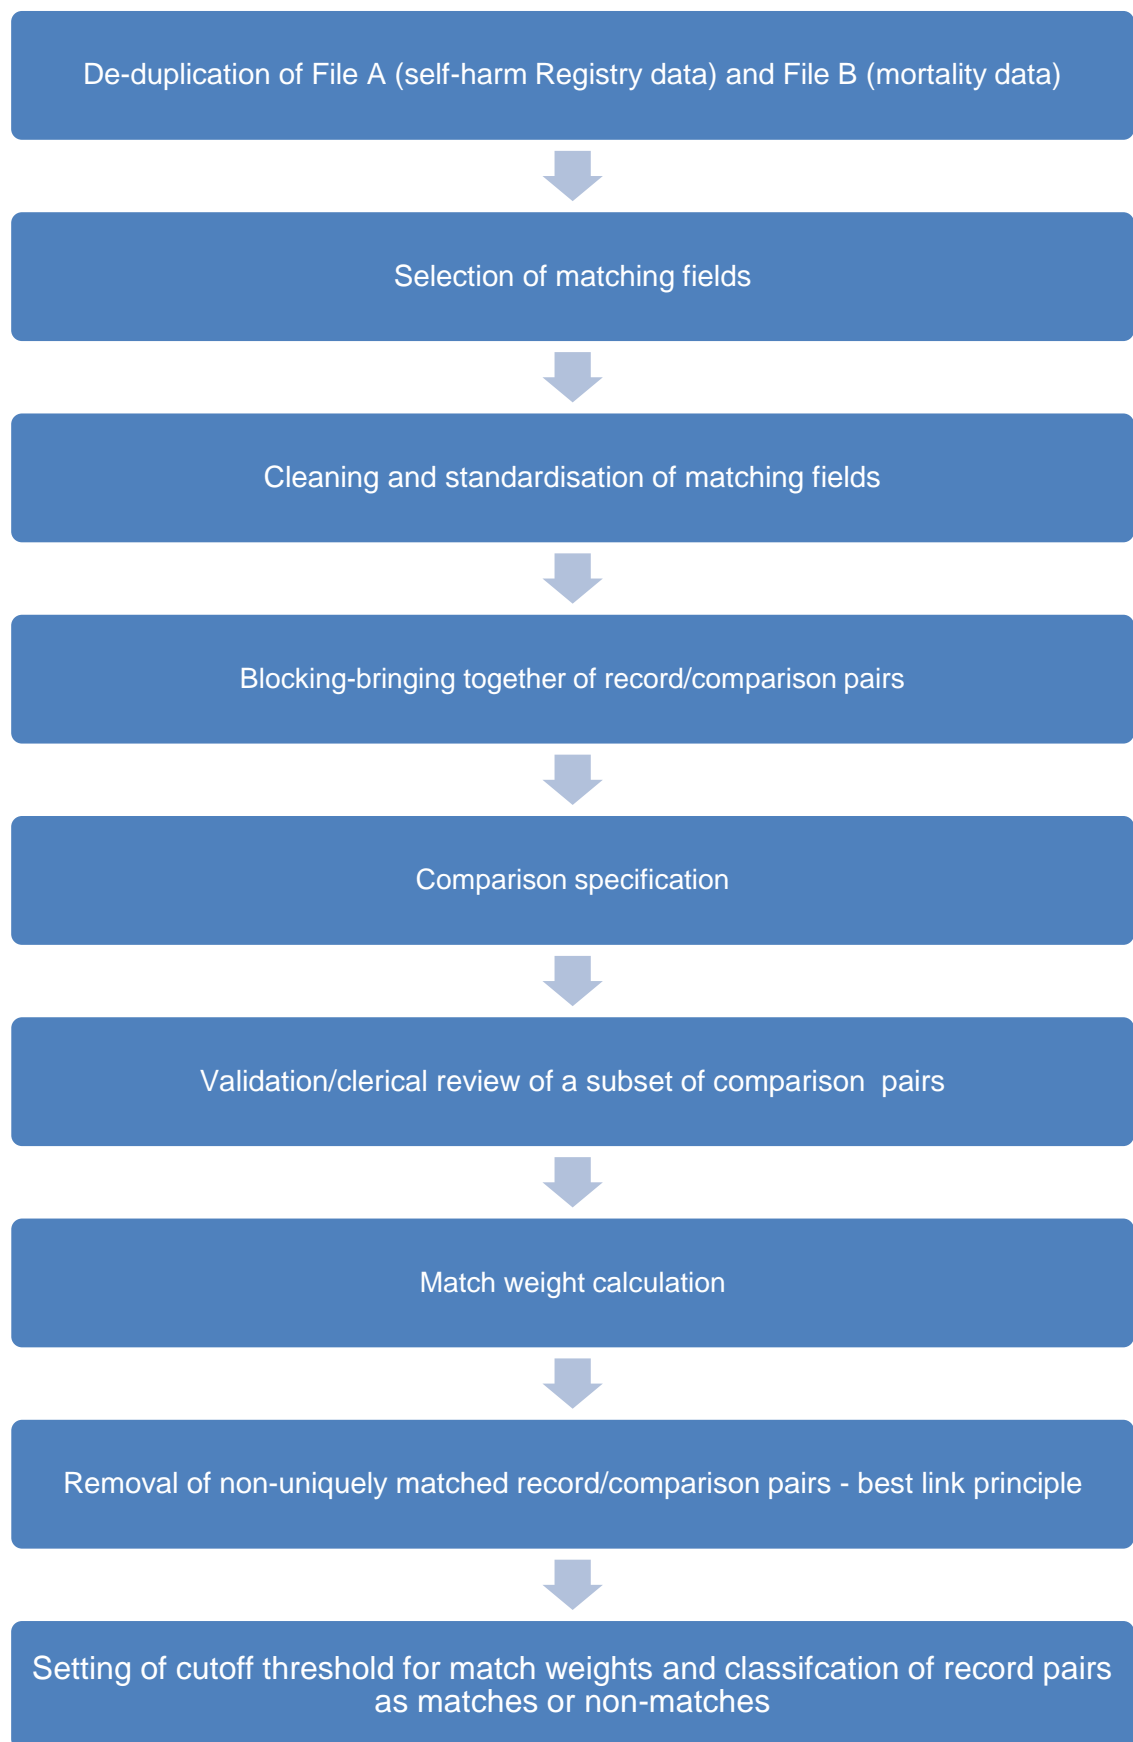 De-duplication of File A (self-harm Registry data) and File B (mortality data)
Selection of matching fields
Cleaning and standardisation of matching fields
Blocking-bringing together of record/comparison pairs
Comparison specification
Validation/clerical review of a subset of comparison  pairs
Match weight calculation
Removal of non-uniquely matched record/comparison pairs - best link principle
Setting of cutoff threshold for match weights and classifcation of record pairs
as matches or non-matches